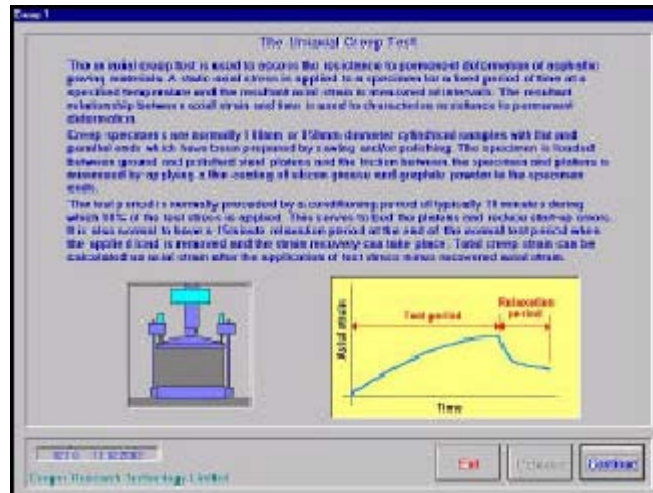 Creep 1
The Uniaxial Creep Test
The uniaxial creep test is used to assess the resistance to permanent deformation of asphaltic
paving materials. A static axial stress is applied to a specimen for a fixed period of time at a
specified temperature and the resultant axial strain is measured at intervals. The resultant
relationship between axial strain and time is used to characterise resistance to permanent
deformation.
Creep specimens are normally 100mm or 150mm diameter cylindrical samples with flat and
parallel ends which have been prepared by sawing and/or polishing. The specimen is loaded
between ground and polished steel platens and the friction between the specimen and platens is
minimised by applying a thin coating of silicon grease and graphite powder to the specimen
ends.
The test period is normally preceded by a conditioning period of typically 10 minutes during
which of the test stress is applied. This serves to bed the platens and reduce start-up errors.
It is also normal to have a relaxation period at the end of the normal test period when
the applied load is removed and the strain recovery can take place. Total creep strain can be
calculated as axial strain after the application of test stress minus recovered axial strain.
Axial strain
Test period
Relaxation
period
Time
Cooper Research Technology Limited
Exit
Previous
Continue